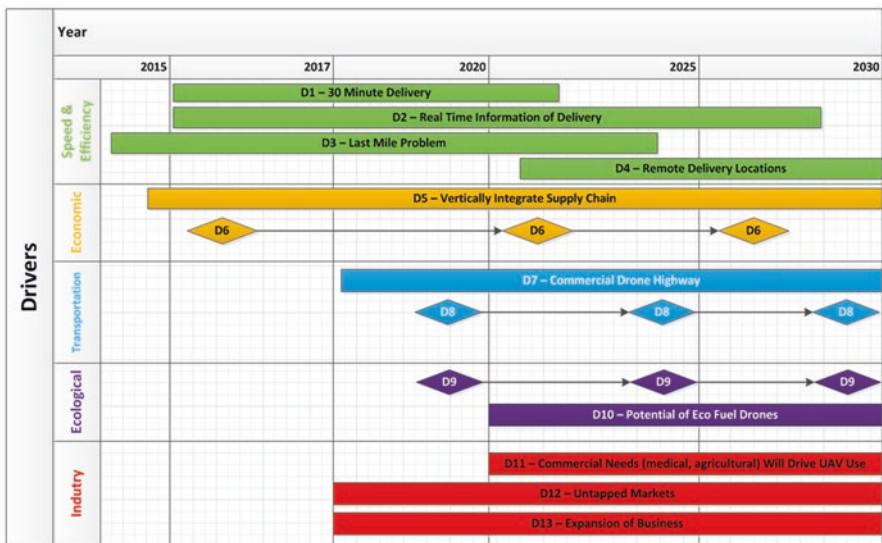 Year
2015 2017 2020 2025 2030
Drivers
Speed &
Efficiency
D1 – 30 Minute Delivery
D2 – Real Time Information of Delivery
D3 – Last Mile Problem
D4 – Remote Delivery Locations
Economic
D5 – Vertically Integrate Supply Chain
D6 D6 D6
Transportation
D7 – Commercial Drone Highway
D8 D8 D8
Ecological
D9 D9 D9
D10 – Potential of Eco Fuel Drones
Indutry
D11 – Commercial Needs (medical, agricultural) Will Drive UAV Use
D12 – Untapped Markets
D13 – Expansion of Business